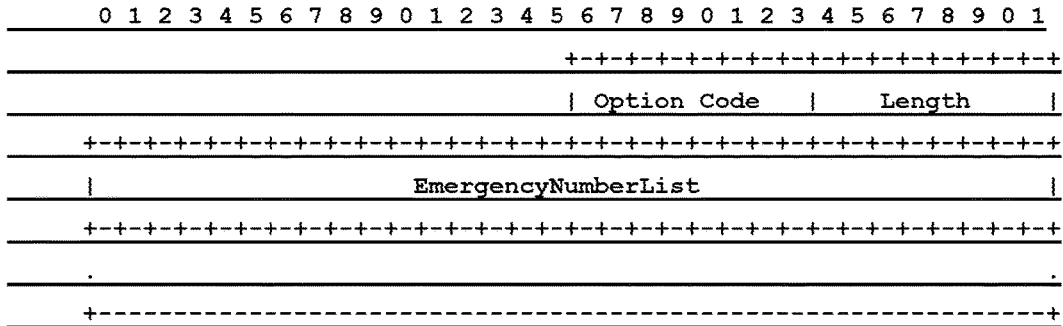 0 1 2 3 4 5 6 7 8 9 0 1 2 3 4 5 6 7 8 9 0 1 2 3 4 5 6 7 8 9 0 1
+-+-+-+-+-+-+-+-+-+-+-+-+-+-+-+-+
| Option Code | Length |
+-+-+-+-+-+-+-+-+-+-+-+-+-+-+-+-+-+-+-+-+-+-+-+-+-+-+-+-+-+-+-+-+
| EmergencyNumberList |
+-+-+-+-+-+-+-+-+-+-+-+-+-+-+-+-+-+-+-+-+-+-+-+-+-+-+-+-+-+-+-+-+
. .
+---------------------------------------------------------------+